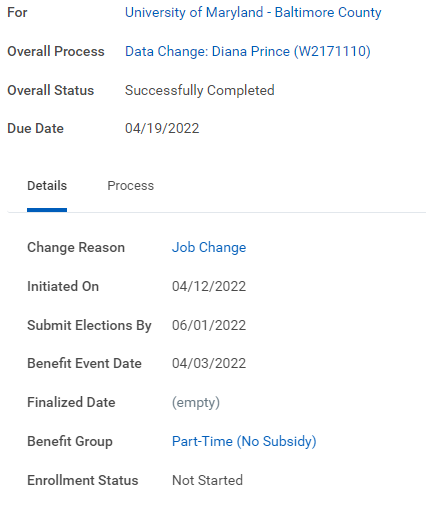 For University of Maryland - Baltimore County
Overall Process Data Change: Diana Prince (W2171110)
Overall Status Successfully Completed
Due Date 04/19/2022
Details Process
Change Reason Job Change
Initiated On 04/12/2022
Submit Elections By 06/01/2022
Benefit Event Date 04/03/2022
Finalized Date (empty)
Benefit Group Part-Time (No Subsidy)
Enrollment Status Not Started